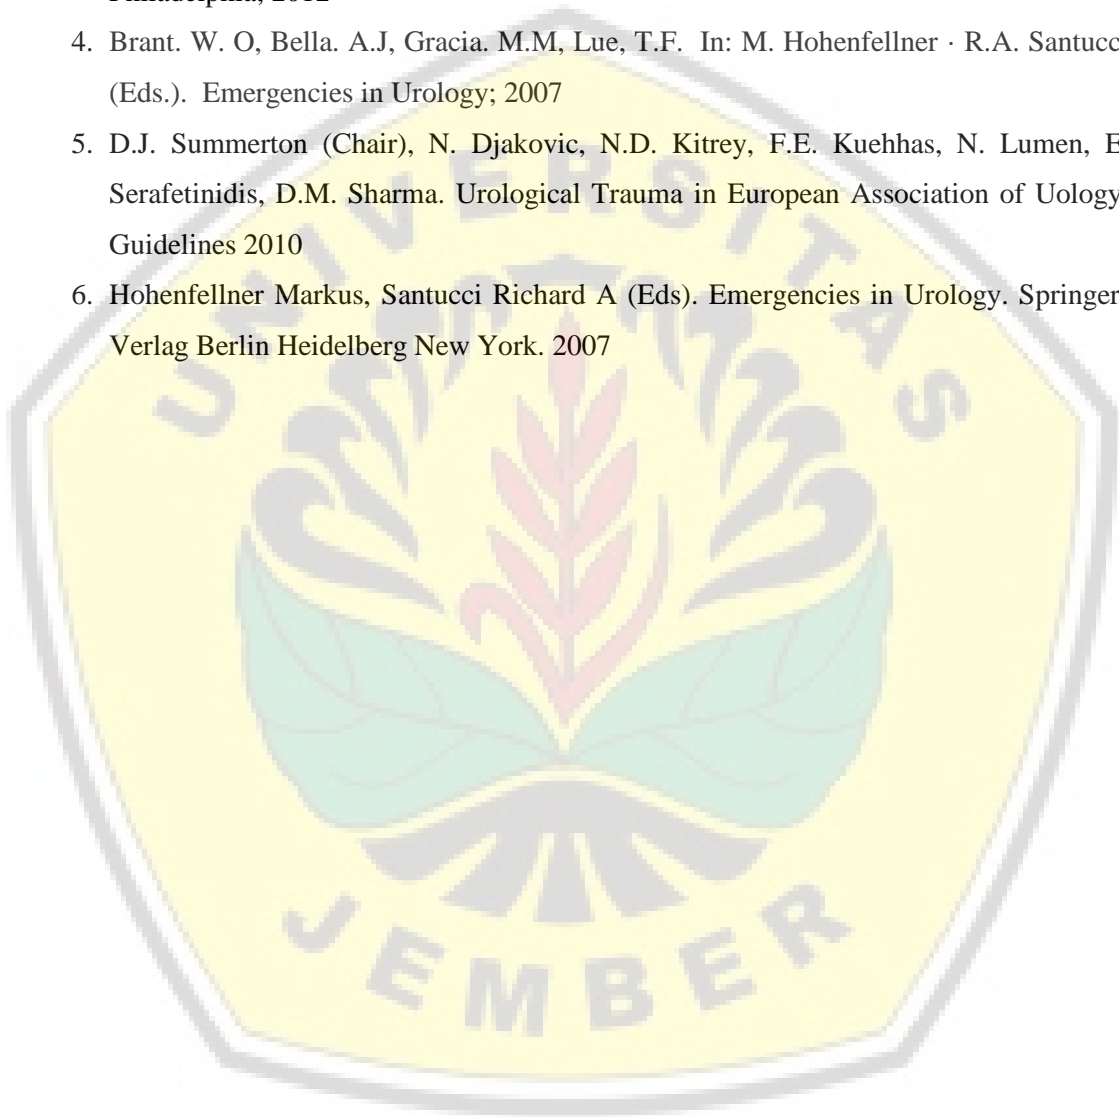 Philadelphia, 2012
4. Brant. W. O, Bella. A.J, Gracia. M.M, Lue, T.F. In: M. Hohenfellner · R.A. Santucc
(Eds.). Emergencies in Urology; 2007
5. D.J. Summerton (Chair), N. Djakovic, N.D. Kitrey, F.E. Kuehhas, N. Lumen, E
Serafetinidis, D.M. Sharma. Urological Trauma in European Association of Uology
Guidelines 2010
6. Hohenfellner Markus, Santucci Richard A (Eds). Emergencies in Urology. Springer
Verlag Berlin Heidelberg New York. 2007
UNIVERSITAS
JEMBER